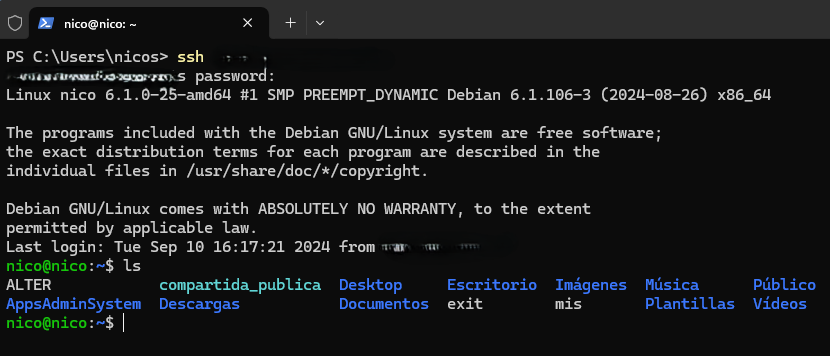 nico@nico: ~
PS C:\Users\nicos> ssh
s password:
Linux nico 6.1.0-25-amd64 #1 SMP PREEMPT_DYNAMIC Debian 6.1.106-3 (2024-08-26) x86_64
The programs included with the Debian GNU/Linux system are free software;
the exact distribution terms for each program are described in the
individual files in /usr/share/doc/*/copyright.
Debian GNU/Linux comes with ABSOLUTELY NO WARRANTY, to the extent
permitted by applicable law.
Last login: Tue Sep 10 16:17:21 2024 from
nico@nico:~$ ls
ALTER compartida_publica Desktop Escritorio Imágenes Música Público
AppsAdminSystem Descargas Documentos exit mis Plantillas Vídeos
nico@nico:~$